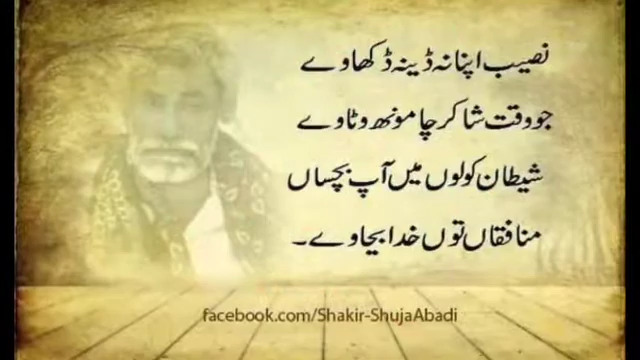 نصیب اپنا نہ ڈینہ ڈکھاوے
جو وقت شاکر چا مونھ وٹاوے
شیطان کولوں میں آپ بچساں
منافقاں توں خدا بچاوے۔
facebook.com/Shakir-ShujaAbadi